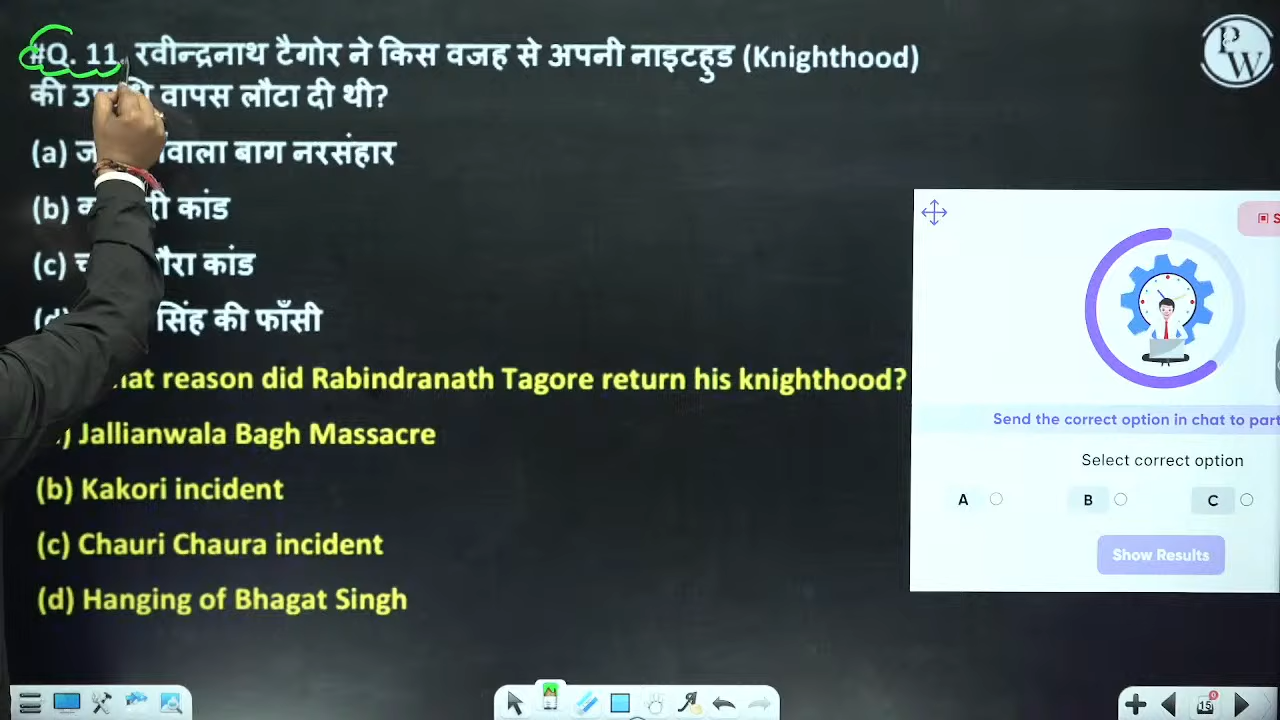 #Q. 11. रवीन्द्रनाथ टैगोर ने किस वजह से अपनी नाइटहुड (Knighthood)
की वापस लौटा दी थी?
(a) बाग नरसंहार
(b) कांड
(c) कांड
सिंह की फाँसी
reason did Rabindranath Tagore return his knighthood?
Jallianwala Bagh Massacre
(b) Kakori incident
(c) Chauri Chaura incident
(d) Hanging of Bhagat Singh
PW
Send the correct option in chat to
Select correct option
A B C
Show Results
15